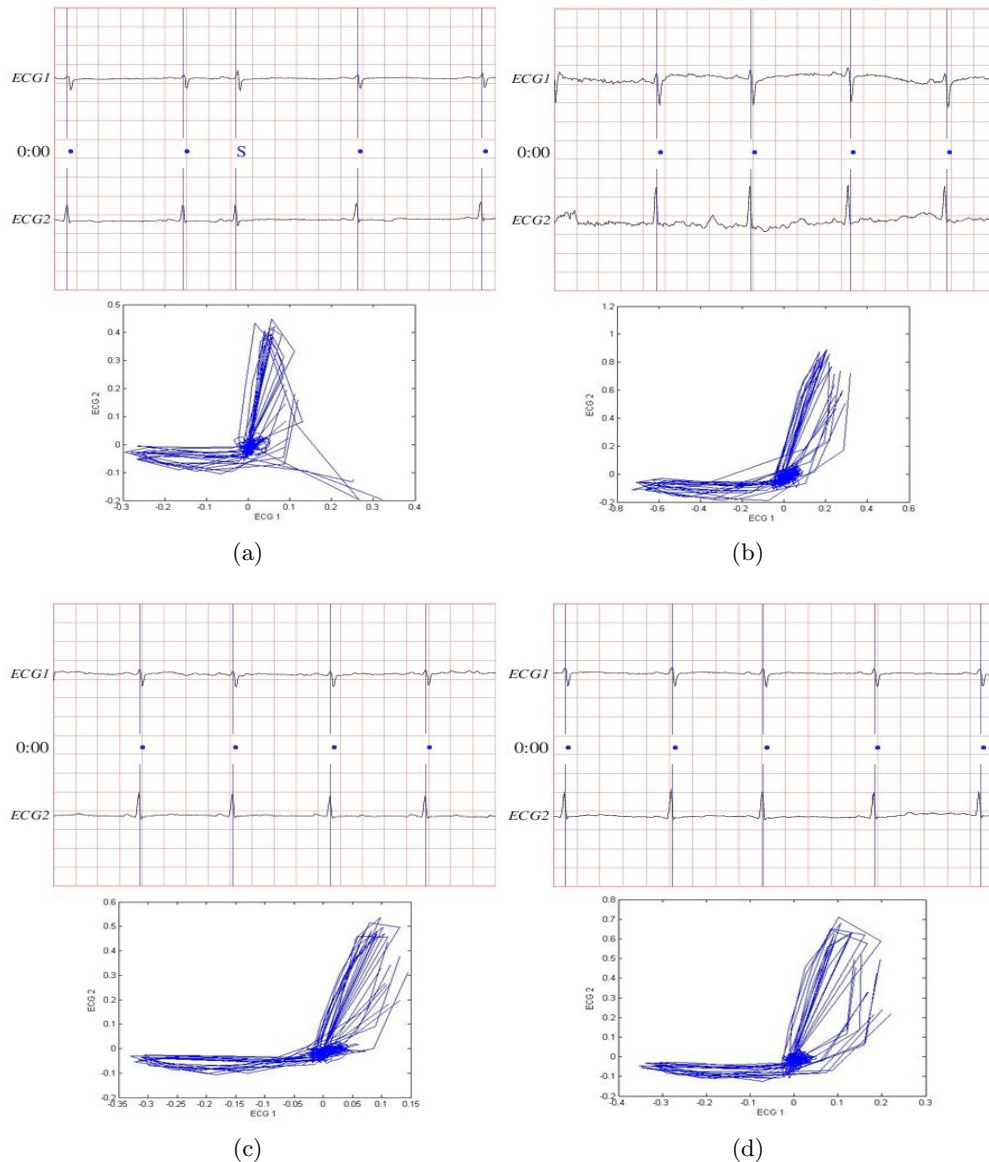 ECG1
0:00
S
ECG2
0.5
0.4
0.3
0.2
0.1
0
-0.1
-0.2
ECG 2
-0.3 -0.2 -0.1 0 0.1 0.2 0.3 0.4
ECG 1
(a)
ECG1
0:00
ECG2
1.2
1
0.8
0.6
0.4
0.2
0
-0.2
ECG 2
-0.8 -0.6 -0.4 -0.2 0 0.2 0.4 0.6
ECG 1
(b)
ECG1
0:00
ECG2
0.6
0.5
0.4
0.3
0.2
0.1
0
-0.1
-0.2
ECG 2
-0.35 -0.3 -0.25 -0.2 -0.15 -0.1 -0.05 0 0.05 0.1 0.15
ECG 1
(c)
ECG1
0:00
ECG2
0.8
0.7
0.6
0.5
0.4
0.3
0.2
0.1
0
-0.1
-0.2
ECG 2
-0.4 -0.3 -0.2 -0.1 0 0.1 0.2 0.3
ECG 1
(d)